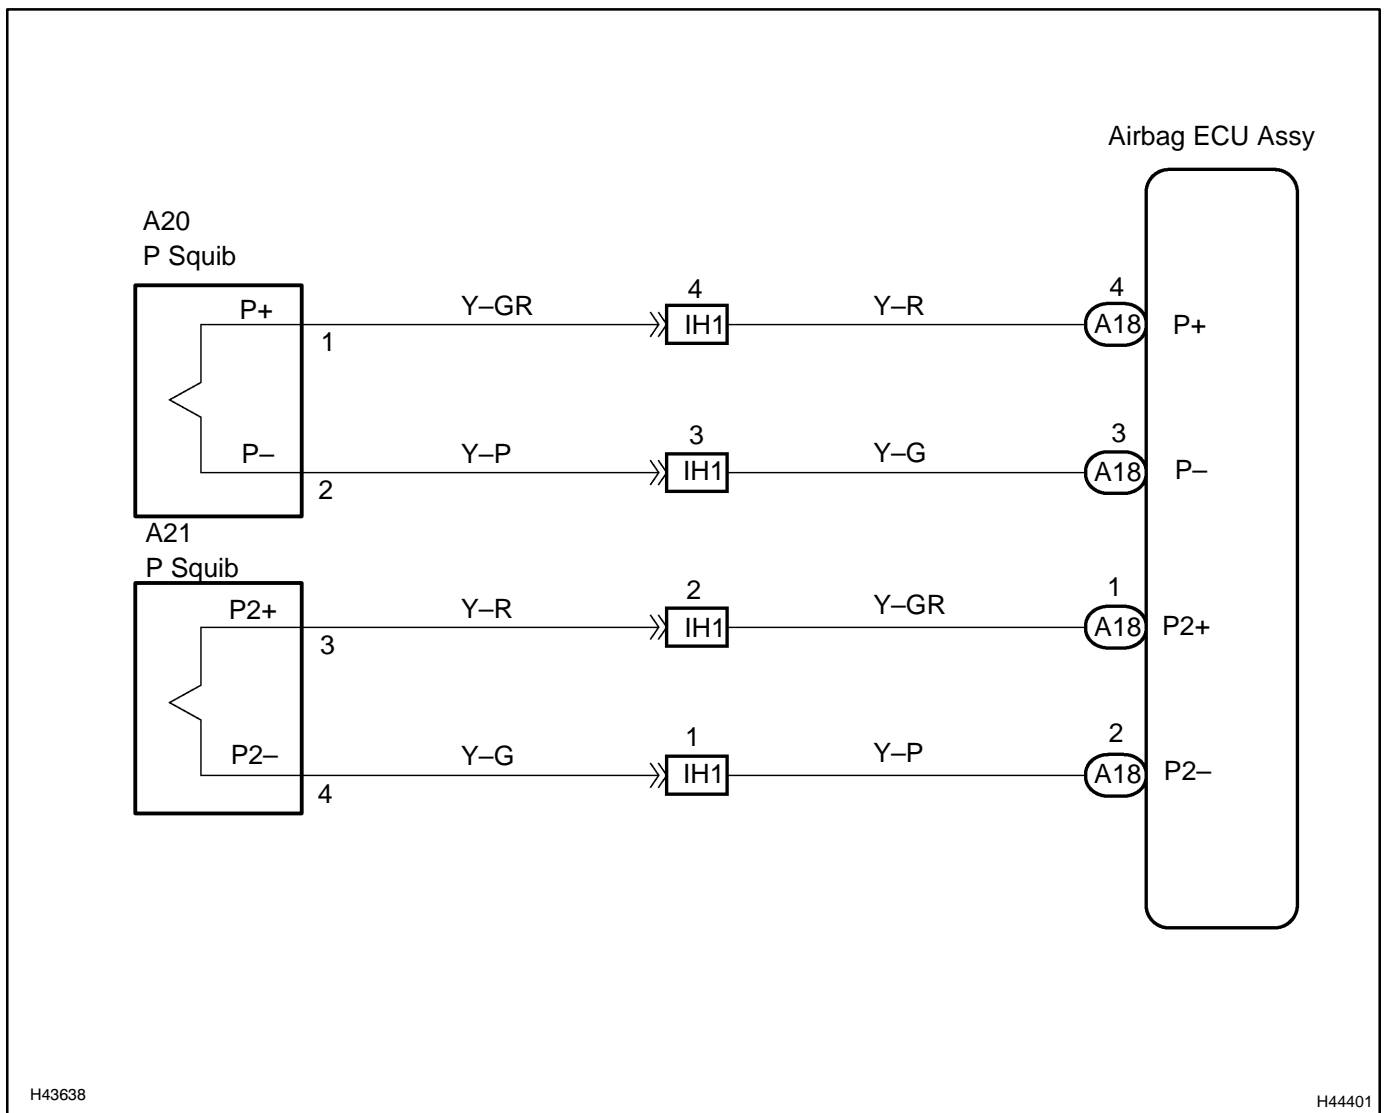 Airbag ECU Assy
A20
P Squib
P+
1
Y–GR
4
IH1
Y–R
4
A18
P+
P–
2
Y–P
3
IH1
Y–G
3
A18
P–
A21
P Squib
P2+
3
Y–R
2
IH1
Y–GR
1
A18
P2+
P2–
4
Y–G
1
IH1
Y–P
2
A18
P2–
H43638
H44401